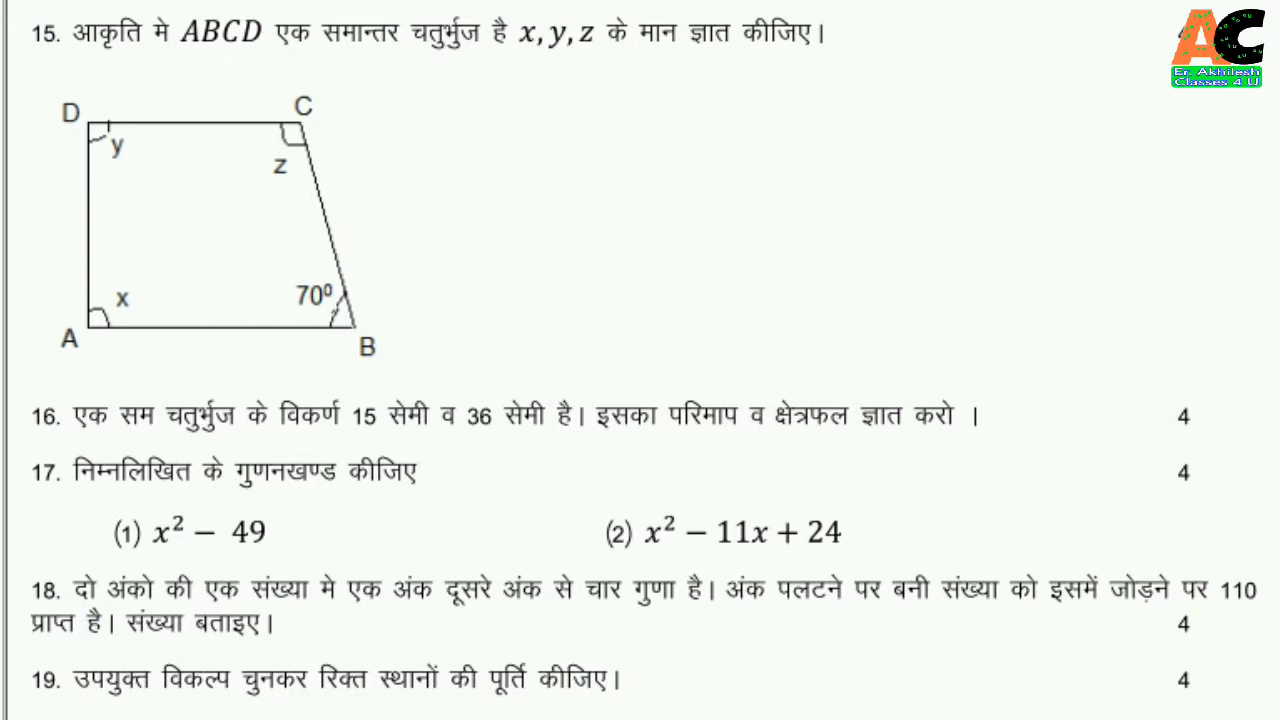 15. आकृति मे ABCD एक समान्तर चतुर्भुज है x, y, z के मान ज्ञात कीजिए।
AC
Er. Akhilesh
Classes 4 U
D
C
y
z
x
70⁰
A
B
16. एक सम चतुर्भुज के विकर्ण 15 सेमी व 36 सेमी है। इसका परिमाप व क्षेत्रफल ज्ञात करो । 4
17. निम्नलिखित के गुणनखण्ड कीजिए 4
(1) x² − 49 (2) x² − 11x + 24
18. दो अंको की एक संख्या मे एक अंक दूसरे अंक से चार गुणा है। अंक पलटने पर बनी संख्या को इसमें जोड़ने पर 110
प्राप्त है। संख्या बताइए। 4
19. उपयुक्त विकल्प चुनकर रिक्त स्थानों की पूर्ति कीजिए। 4